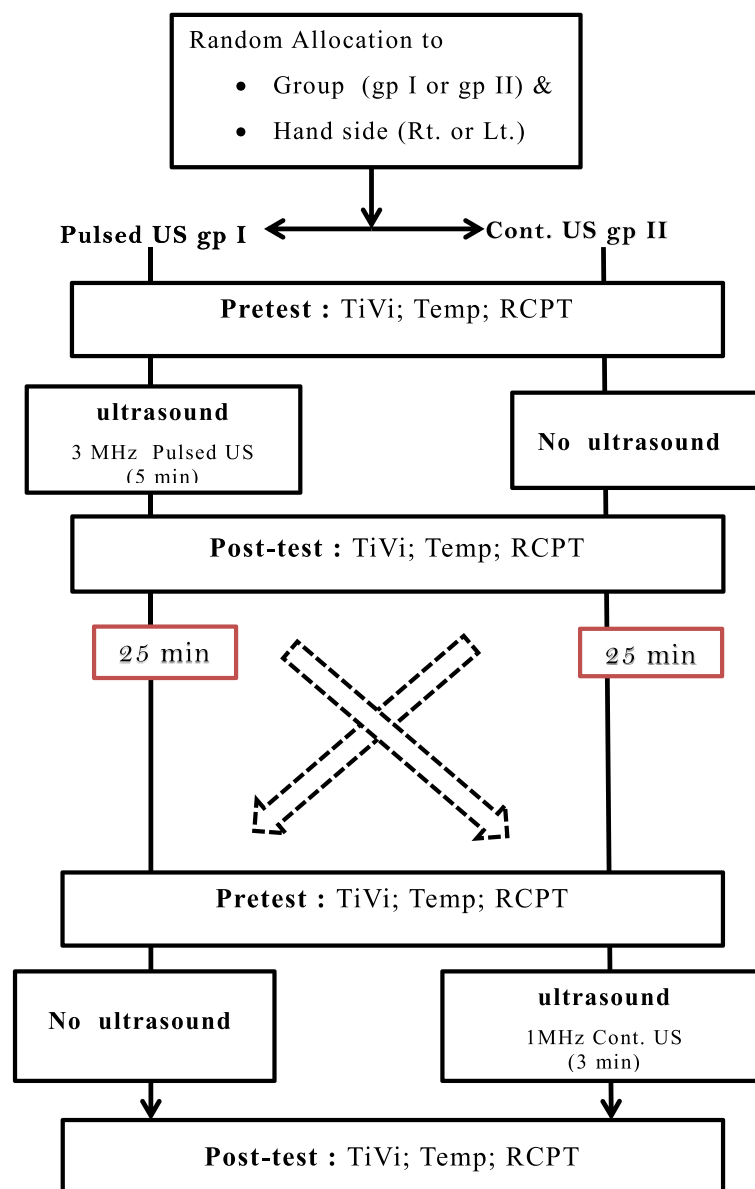 Random Allocation to
• Group (gp I or gp II) &
• Hand side (Rt. or Lt.)
Pulsed US gp I
Cont. US gp II
Pretest : TiVi; Temp; RCPT
ultrasound
3 MHz Pulsed US
(5 min)
No ultrasound
Post-test : TiVi; Temp; RCPT
25 min
25 min
Pretest : TiVi; Temp; RCPT
No ultrasound
ultrasound
1MHz Cont. US
(3 min)
Post-test : TiVi; Temp; RCPT